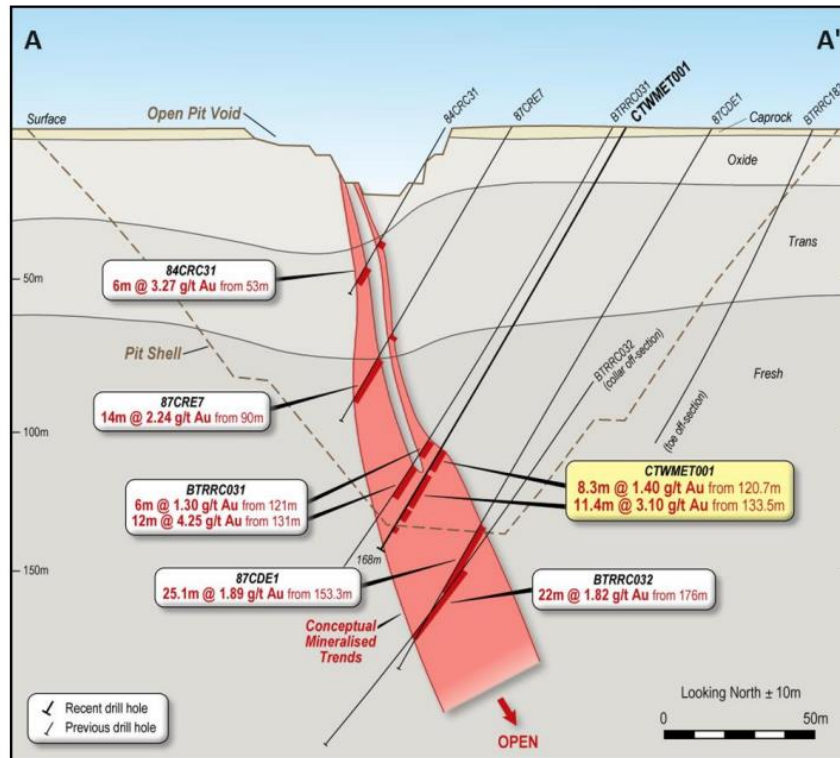 A
A'
Surface
Open Pit Void
84CRC31
87CRE7
BTRRC031
CTWMET001
87CDE1
Caprock
Oxide
Trans
50m
84CRC31
6m @ 3.27 g/t Au from 53m
Pit Shell
BTRRC032
(collar off-section)
(toe off-section)
Fresh
87CRE7
14m @ 2.24 g/t Au from 90m
100m
CTWMET001
8.3m @ 1.40 g/t Au from 120.7m
11.4m @ 3.10 g/t Au from 133.5m
BTRRC031
6m @ 1.30 g/t Au from 121m
12m @ 4.25 g/t Au from 131m
168m
150m
87CDE1
25.1m @ 1.89 g/t Au from 153.3m
BTRRC032
22m @ 1.82 g/t Au from 176m
Conceptual
Mineralised
Trends
Recent drill hole
Previous drill hole
OPEN
Looking North ± 10m
0
50m